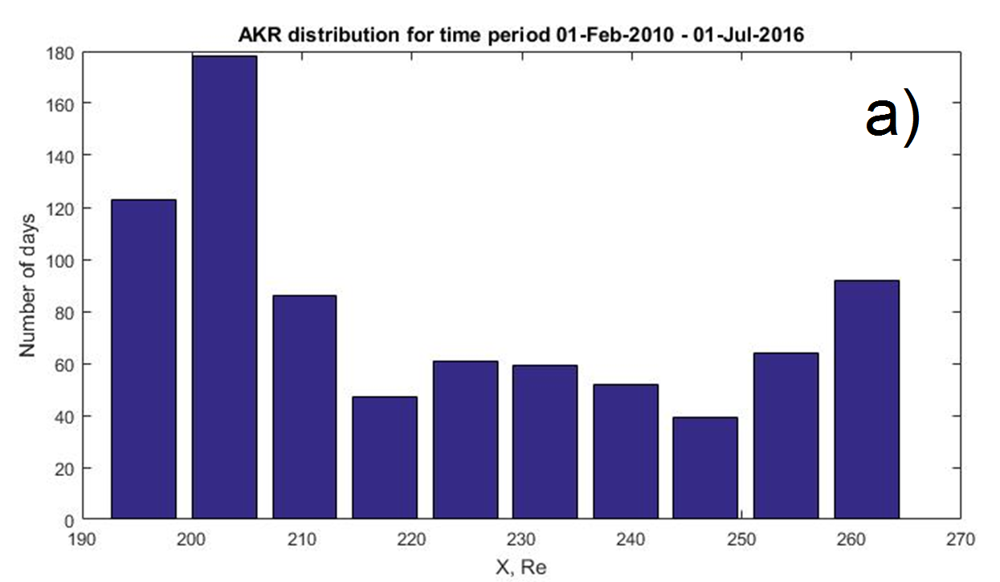 AKR distribution for time period 01-Feb-2010 - 01-Jul-2016
180
160
140
120
100
80
60
40
20
0
Number of days
a)
190 200 210 220 230 240 250 260 270
X, Re